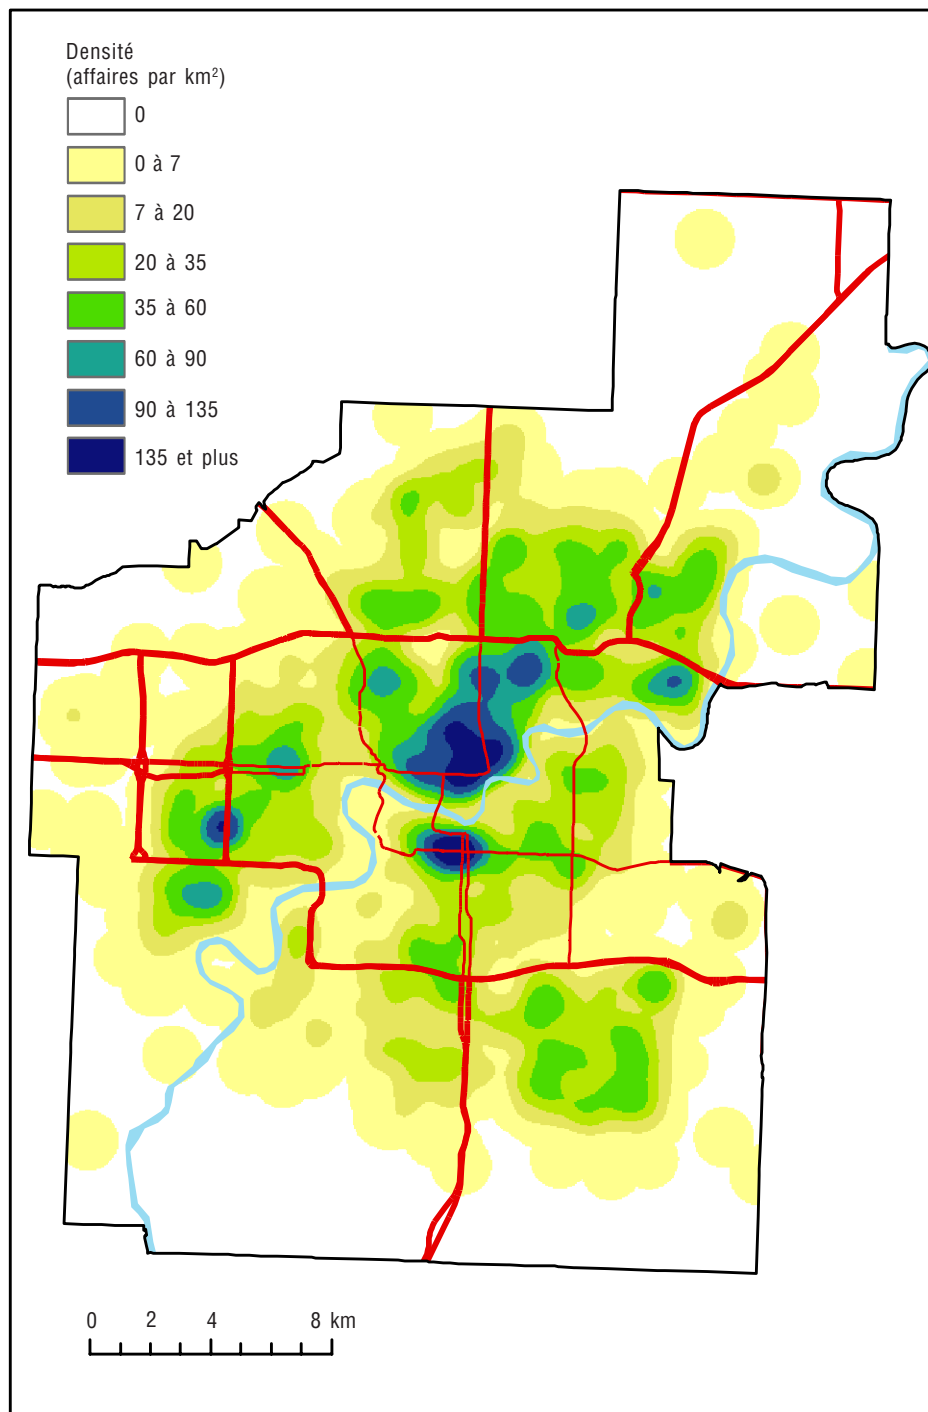 Densité
(affaires par km²)
0
0 à 7
7 à 20
20 à 35
35 à 60
60 à 90
90 à 135
135 et plus
0 2 4 8 km